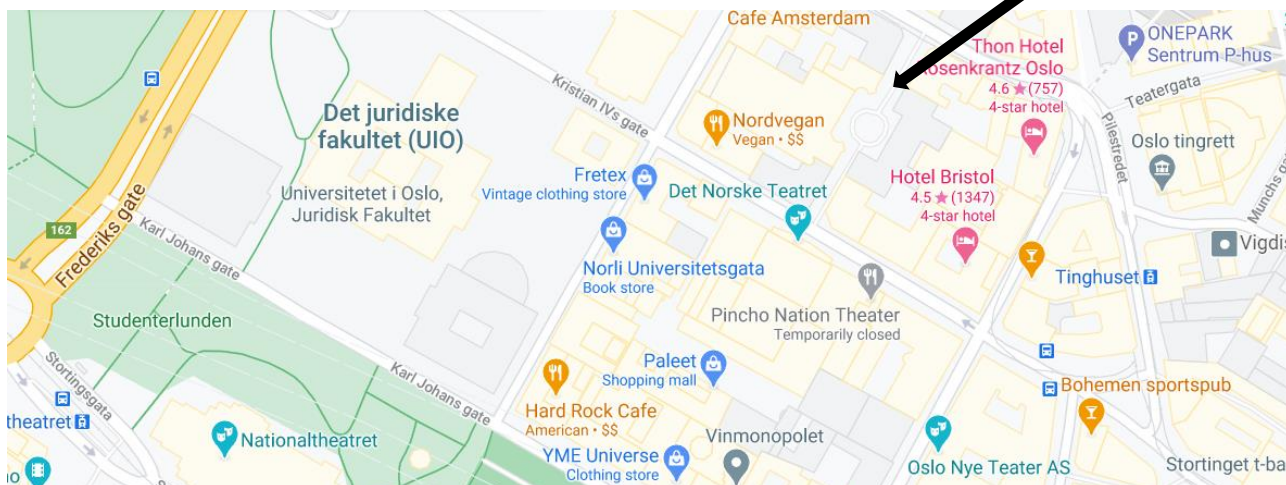 Cafe Amsterdam
Thon Hotel
Rosenkrantz Oslo
4.6 ★ (757)
4-star hotel
P
ONEPARK
Sentrum P-hus
Teatergata
Kristian IVs gate
Det juridiske
fakultet (UIO)
Nordvegan
Vegan · $$
Pilestredet
Oslo tingrett
Fretex
Vintage clothing store
Det Norske Teatret
Hotel Bristol
4.5 ★ (1347)
4-star hotel
Universitetet i Oslo,
Juridisk Fakultet
Munchs
162
Frederiks gate
Karl Johans gate
Norli Universitetsgata
Book store
Vigdis
Tinghuset
Studenterlunden
Pincho Nation Theater
Temporarily closed
Stortingsgata
Karl Johans gate
Paleet
Shopping mall
Bohemen sportspub
theatret
Hard Rock Cafe
American · $$
Nationaltheatret
Vinmonopolet
YME Universe
Clothing store
Oslo Nye Teater AS
Stortinget t-ba